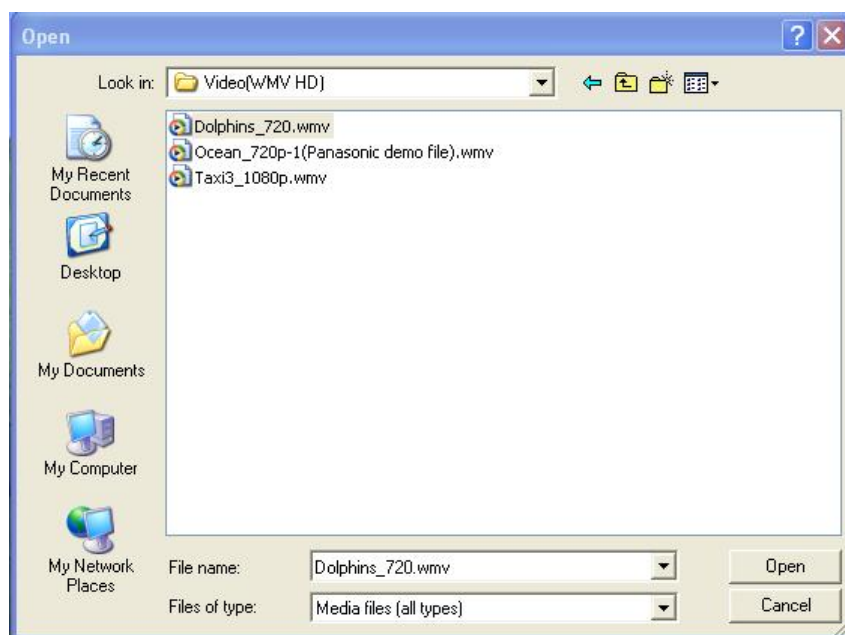 Open
Look in:
Video(WMV HD)
Dolphins_720.wmv
Ocean_720p-1(Panasonic demo file).wmv
Taxi3_1080p.wmv
My Recent
Documents
Desktop
My Documents
My Computer
My Network
Places
File name:
Dolphins_720.wmv
Open
Files of type:
Media files (all types)
Cancel